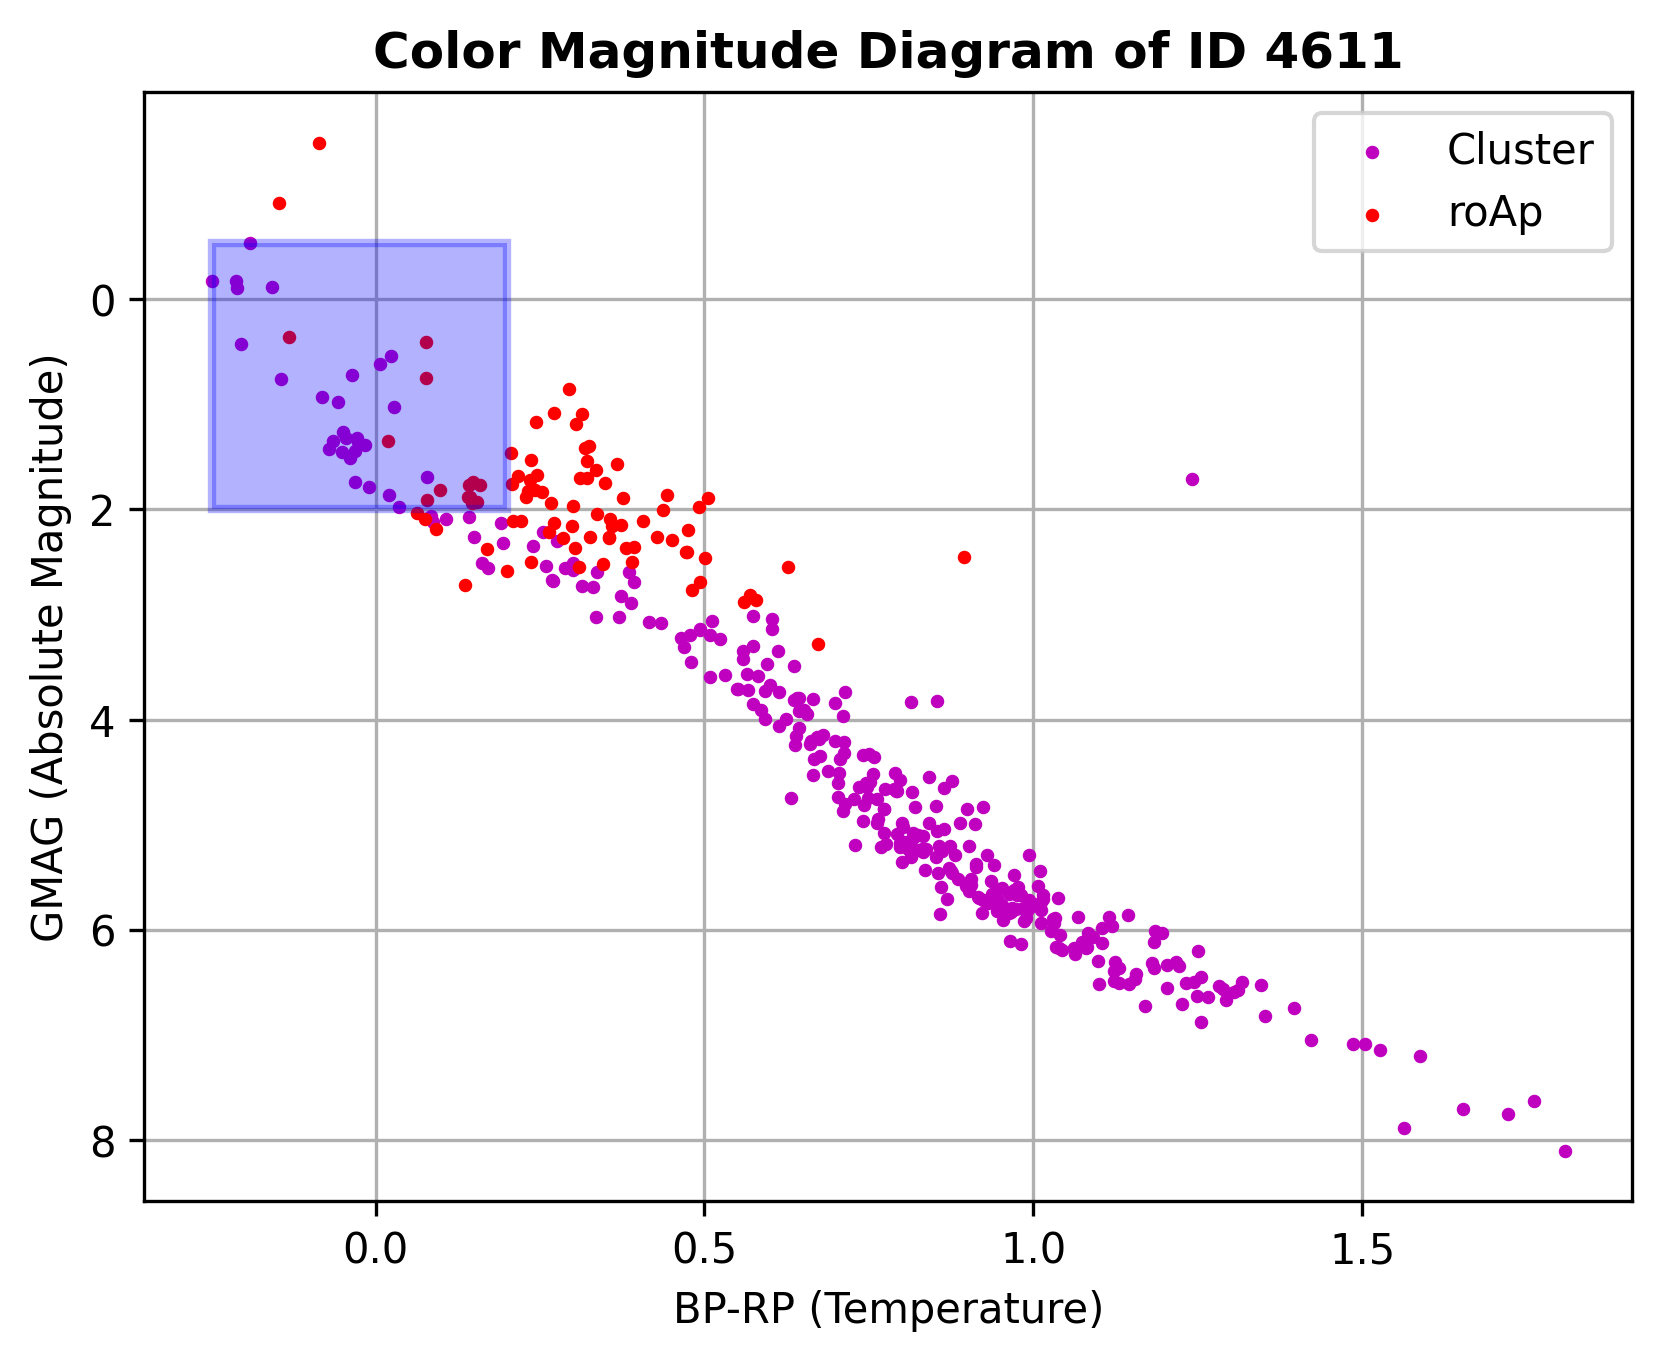 Color Magnitude Diagram of ID 4611
Cluster
roAp
GMAG (Absolute Magnitude)
0
2
4
6
8
0.0 0.5 1.0 1.5
BP-RP (Temperature)